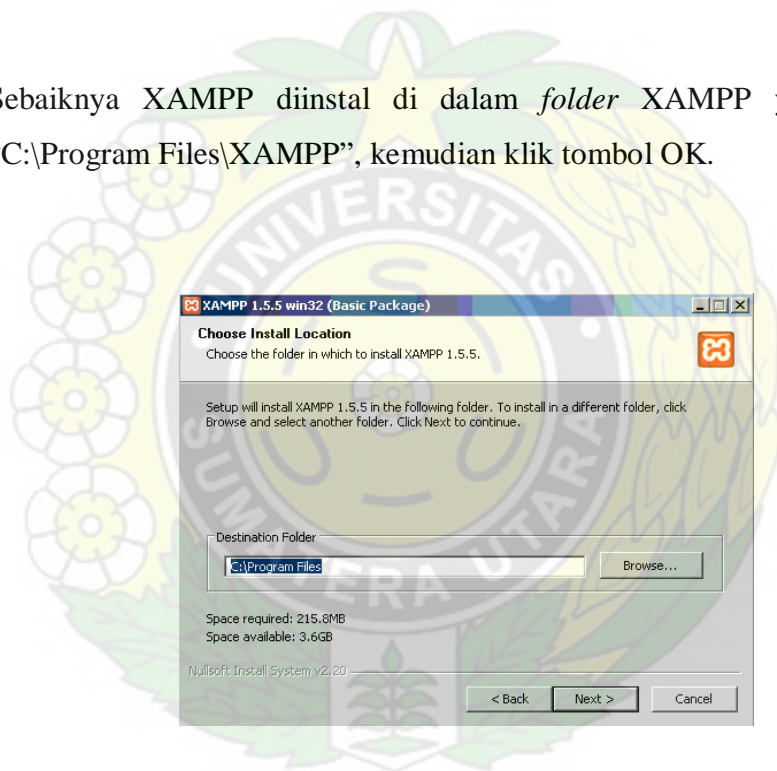 Sebaiknya XAMPP diinstal di dalam folder XAMPP
C:\Program Files\XAMPP”, kemudian klik tombol OK.
UNIVERSITAS
SUMATERA UTARA
XAMPP 1.5.5 win32 (Basic Package)
Choose Install Location
Choose the folder in which to install XAMPP 1.5.5.
Setup will install XAMPP 1.5.5 in the following folder. To install in a different folder, click
Browse and select another folder. Click Next to continue.
Destination Folder
C:\Program Files
Browse...
Space required: 215.8MB
Space available: 3.6GB
Nullsoft Install System v2.20
< Back Next > Cancel